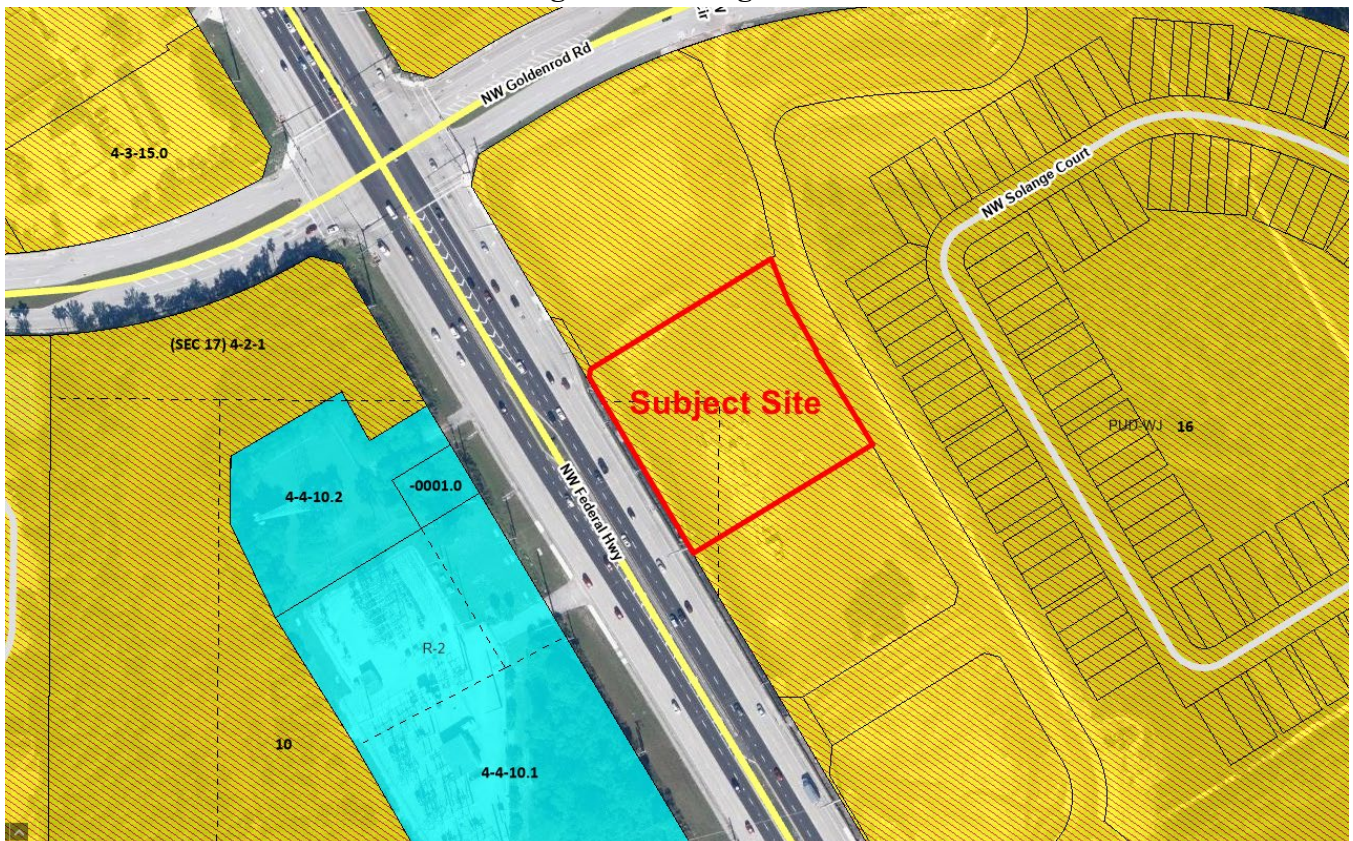 NW Goldenrod Rd
4-3-15.0
NW Solange Court
(SEC 17) 4-2-1
Subject Site
PUD-WJ 16
4-4-10.2
-0001.0
NW Federal Hwy
R-2
10
4-4-10.1